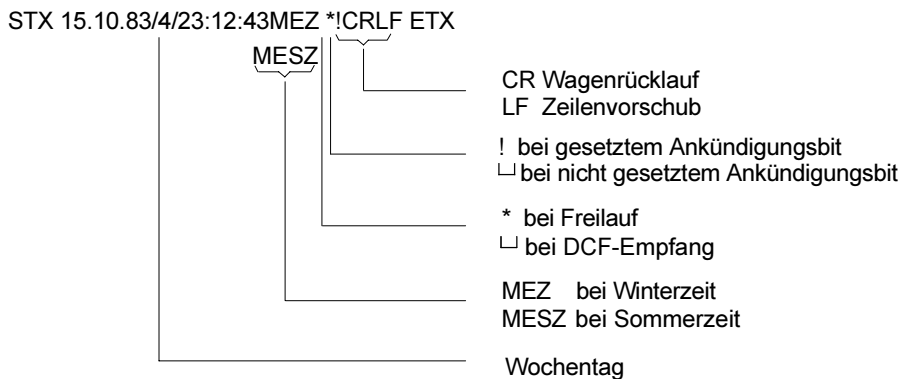 STX 15.10.83/4/23:12:43MEZ *!CRLF ETX
MESZ
CR Wagenrücklauf
LF Zeilenvorschub
! bei gesetztem Ankündigungsbit
␣ bei nicht gesetztem Ankündigungsbit
* bei Freilauf
␣ bei DCF-Empfang
MEZ bei Winterzeit
MESZ bei Sommerzeit
Wochentag